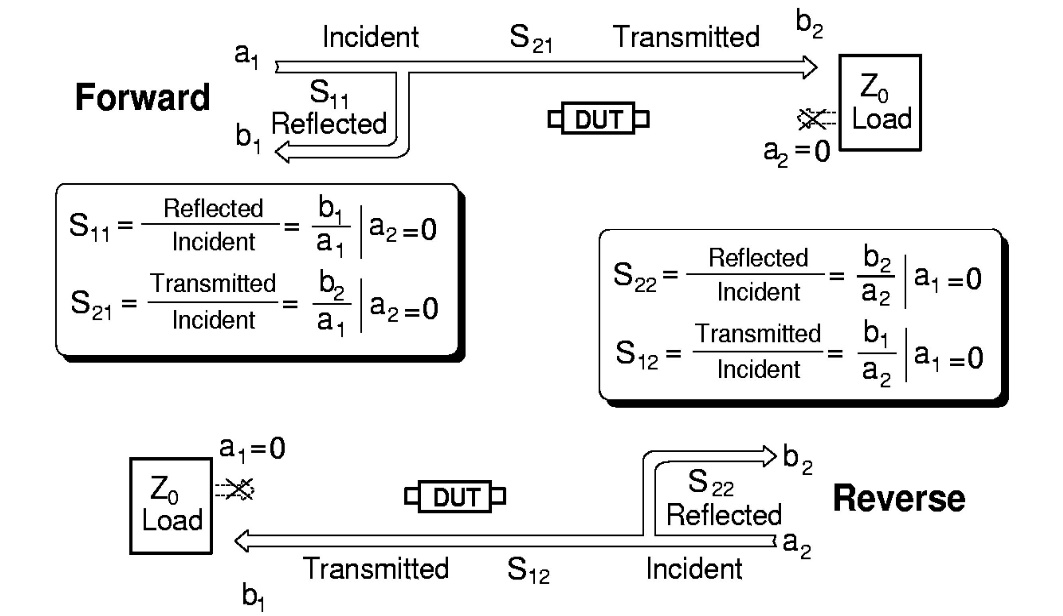 Incident S21 Transmitted b2
a1
Forward
S11
Reflected
b1
DUT
Z0
Load
a2=0
S11 = Reflected / Incident = b1 / a1 | a2=0
S21 = Transmitted / Incident = b2 / a1 | a2=0
S22 = Reflected / Incident = b2 / a2 | a1=0
S12 = Transmitted / Incident = b1 / a2 | a1=0
a1=0
Z0
Load
DUT
b2
S22
Reflected
Reverse
a2
Transmitted S12 Incident
b1